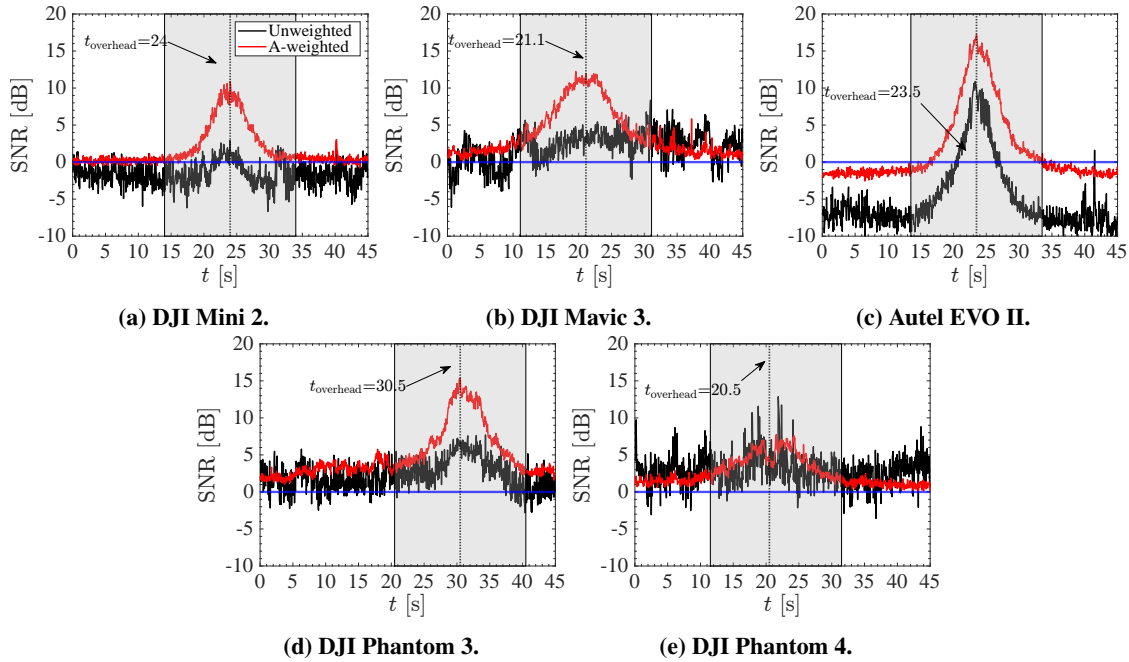 20
15
10
5
0
-5
-10
SNR [dB]
0 5 10 15 20 25 30 35 40 45
t [s]
t_overhead=24
Unweighted
A-weighted
(a) DJI Mini 2.
20
15
10
5
0
-5
-10
SNR [dB]
0 5 10 15 20 25 30 35 40 45
t [s]
t_overhead=21.1
(b) DJI Mavic 3.
20
15
10
5
0
-5
-10
SNR [dB]
0 5 10 15 20 25 30 35 40 45
t [s]
t_overhead=23.5
(c) Autel EVO II.
20
15
10
5
0
-5
-10
SNR [dB]
0 5 10 15 20 25 30 35 40 45
t [s]
t_overhead=30.5
(d) DJI Phantom 3.
20
15
10
5
0
-5
-10
SNR [dB]
0 5 10 15 20 25 30 35 40 45
t [s]
t_overhead=20.5
(e) DJI Phantom 4.